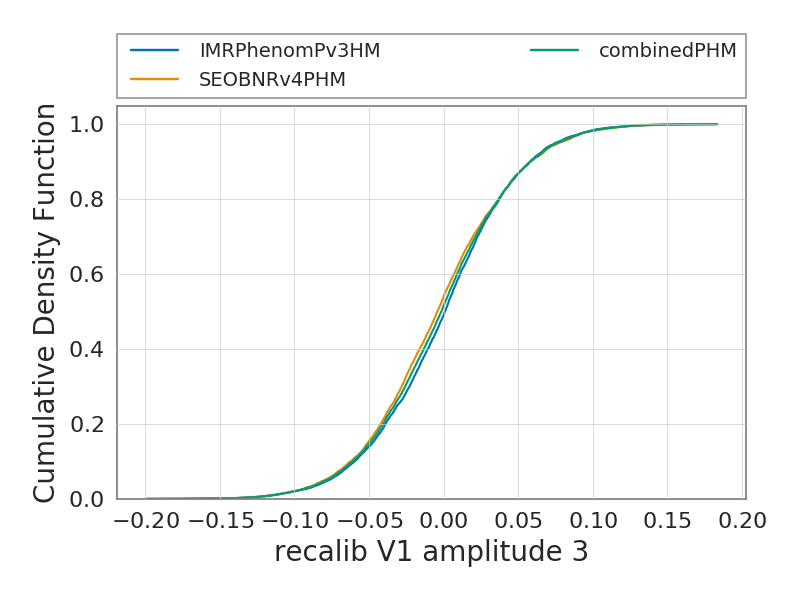 IMRPhenomPv3HM
SEOBNRv4PHM
combinedPHM
Cumulative Density Function
1.0
0.8
0.6
0.4
0.2
0.0
−0.20 −0.15 −0.10 −0.05 0.00 0.05 0.10 0.15 0.20
recalib V1 amplitude 3